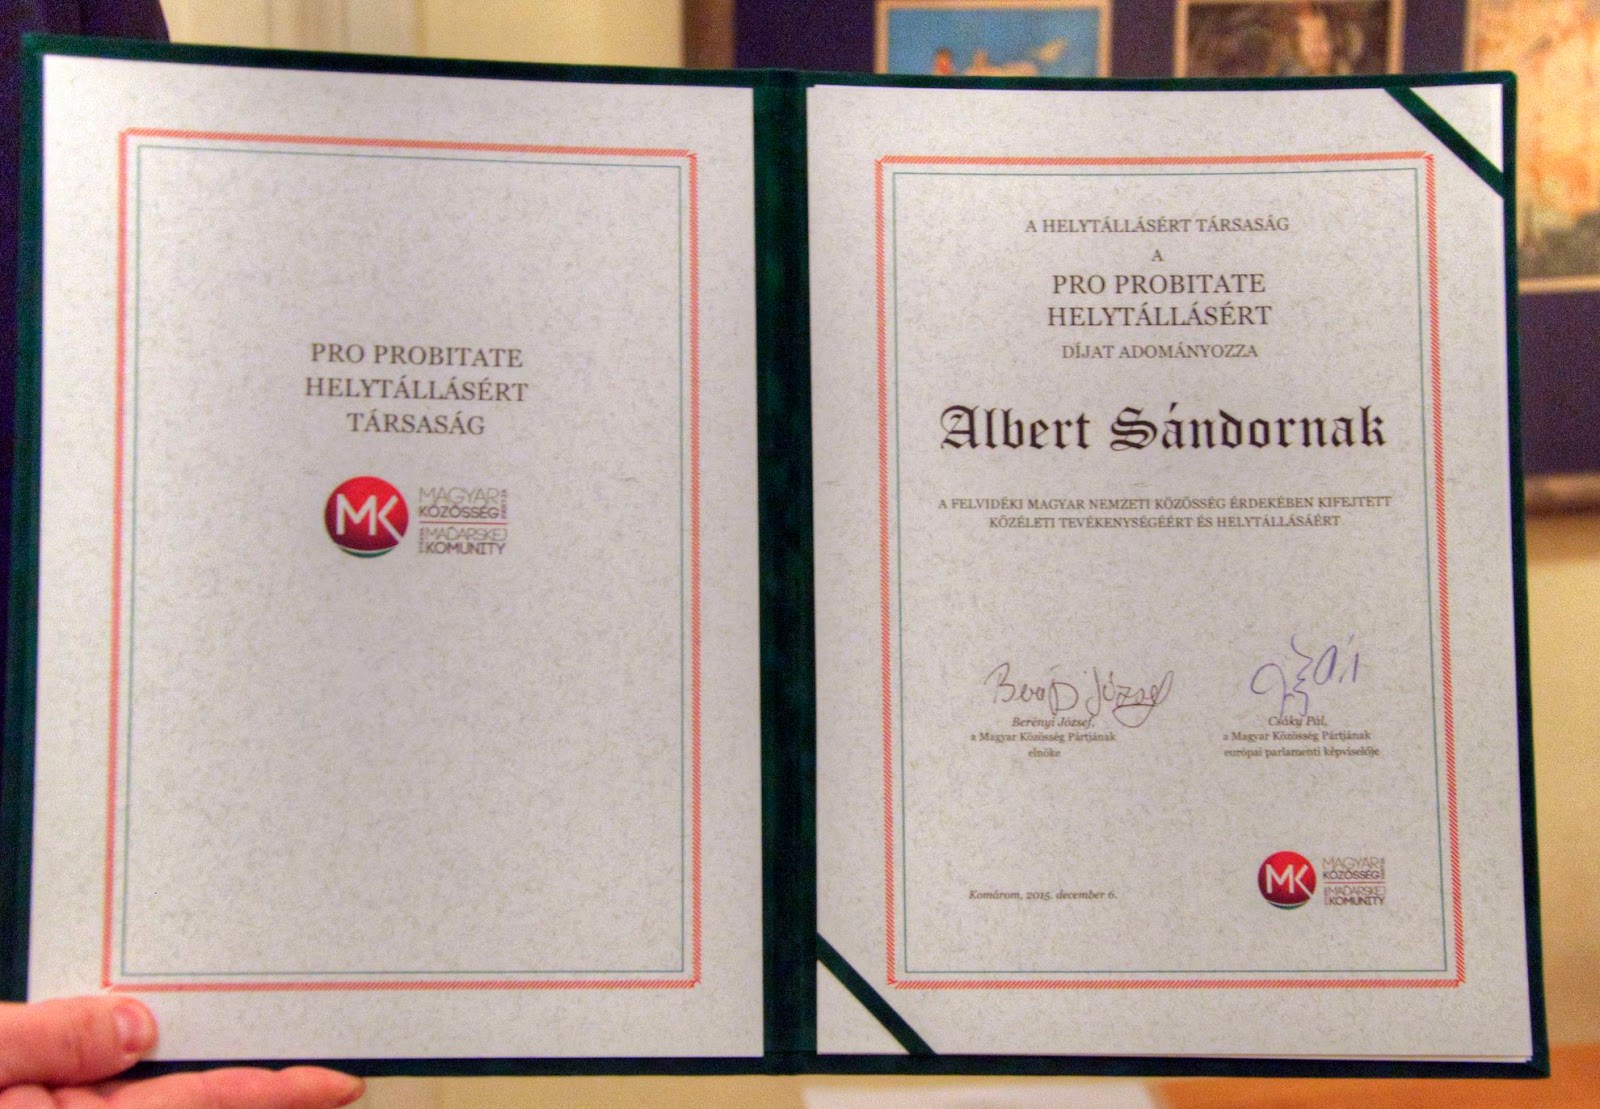 PRO PROBITATE
HELYTÁLLÁSÉRT
TÁRSASÁG
MK
MAGYAR
KÖZÖSSÉG
MAĎARSKEJ
KOMUNITY
A HELYTÁLLÁSÉRT TÁRSASÁG
A
PRO PROBITATE
HELYTÁLLÁSÉRT
DÍJAT ADOMÁNYOZZA
Albert Sándornak
A FELVIDÉKI MAGYAR NEMZETI KÖZÖSSÉG ÉRDEKÉBEN KIFEJTETT
KÖZÉLETI TEVÉKENYSÉGÉÉRT ÉS HELYTÁLLÁSÁÉRT
Berényi József,
a Magyar Közösség Pártjának
elnöke
Csáky Pál,
a Magyar Közösség Pártjának
európai parlamenti képviselője
Komárom, 2015. december 6.
MK
MAGYAR
KÖZÖSSÉG
MAĎARSKEJ
KOMUNITY